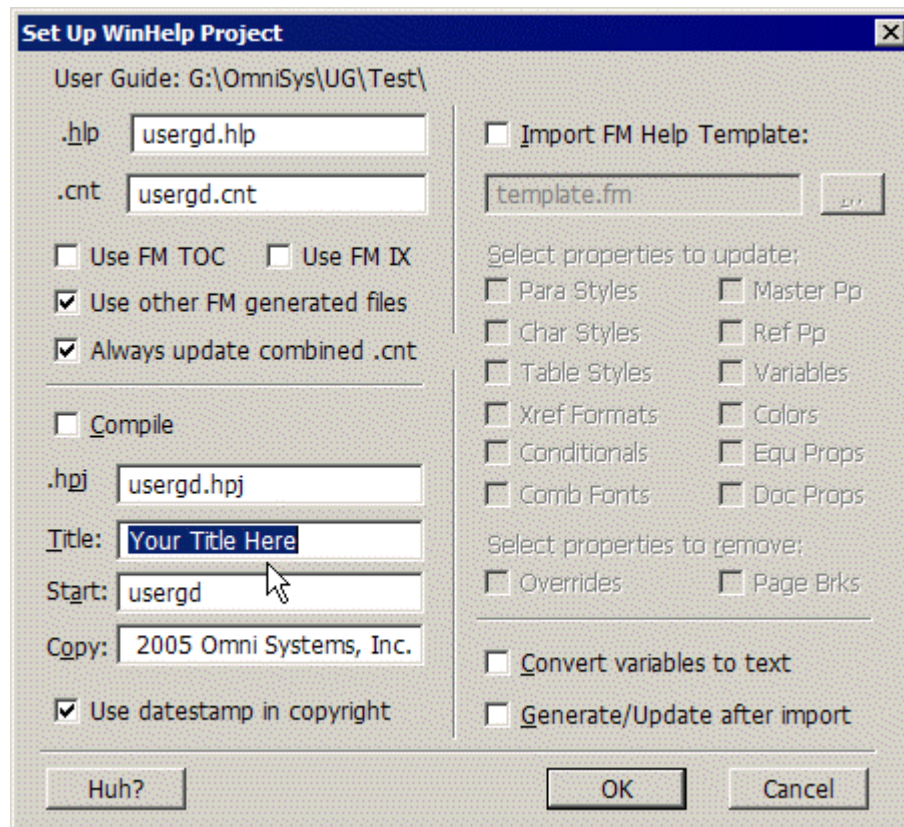 Set Up WinHelp Project
User Guide: G:\OmniSys\UG\Test\
.hlp usergd.hlp
.cnt usergd.cnt
Use FM TOC Use FM IX
Use other FM generated files
Always update combined .cnt
Compile
.hpj usergd.hpj
Title: Your Title Here
Start: usergd
Copy: 2005 Omni Systems, Inc.
Use datestamp in copyright
Import FM Help Template:
template.fm ...
Select properties to update:
Para Styles Master Pp
Char Styles Ref Pp
Table Styles Variables
Xref Formats Colors
Conditionals Equ Props
Comb Fonts Doc Props
Select properties to remove:
Overrides Page Brks
Convert variables to text
Generate/Update after import
Huh? OK Cancel